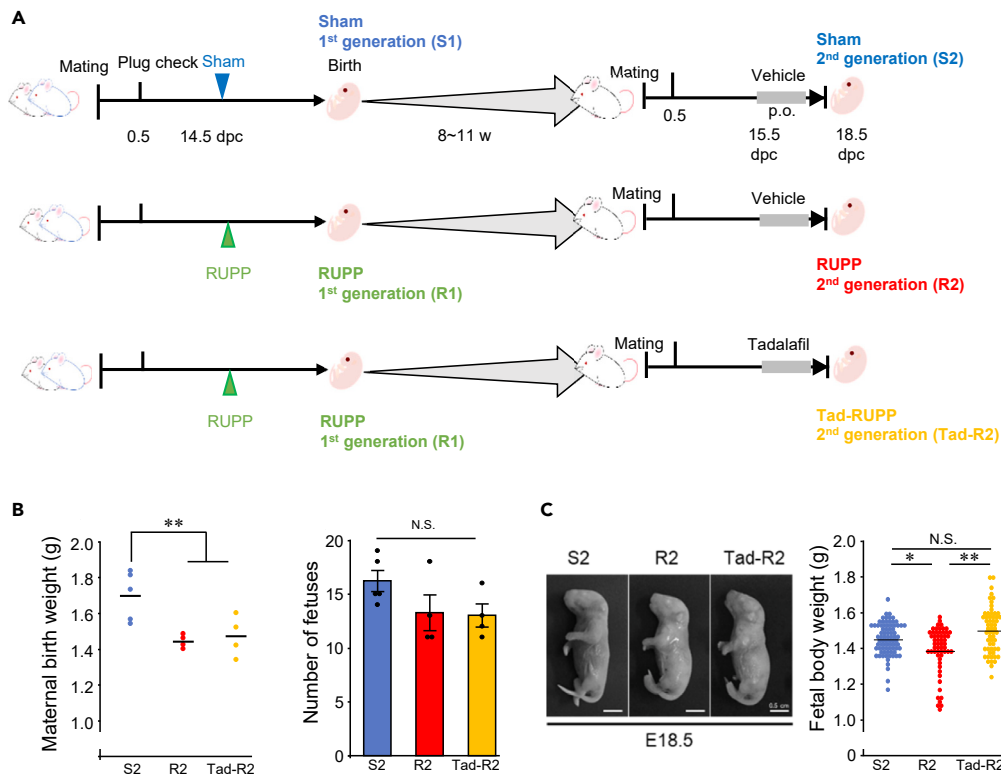 A
Sham
1st generation (S1)
Mating
Plug check
Sham
Birth
0.5
14.5 dpc
8~11 w
Mating
0.5
Vehicle
p.o.
15.5
dpc
18.5
dpc
Sham
2nd generation (S2)
RUPP
RUPP
1st generation (R1)
Mating
Vehicle
RUPP
2nd generation (R2)
RUPP
RUPP
1st generation (R1)
Mating
Tadalafil
Tad-RUPP
2nd generation (Tad-R2)
B
Maternal birth weight (g)
2.0
1.8
1.6
1.4
1.2
1.0
0
**
S2 R2 Tad-R2
Number of fetuses
20
15
10
5
0
N.S.
S2 R2 Tad-R2
C
S2 R2 Tad-R2
0.5 cm
E18.5
Fetal body weight (g)
2.0
1.8
1.6
1.4
1.2
1.0
0
N.S.
* **
S2 R2 Tad-R2